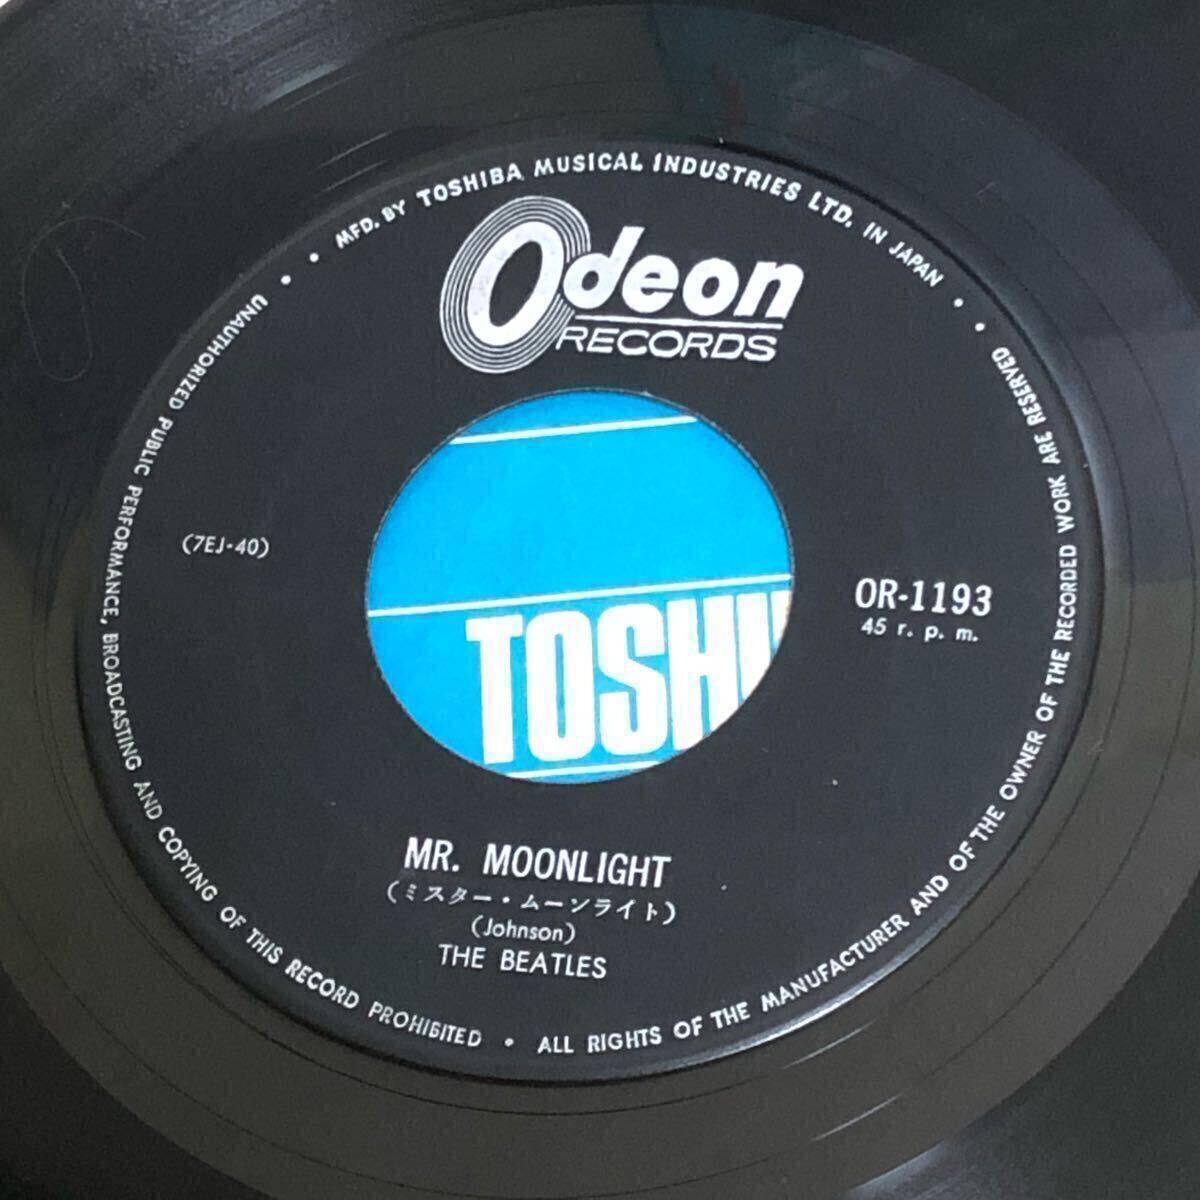 MFD. BY TOSHIBA MUSICAL INDUSTRIES LTD. IN JAPAN •
• ALL RIGHTS OF THE MANUFACTURER AND OF THE OWNER OF THE RECORDED WORK ARE RESERVED •
UNAUTHORIZED PUBLIC PERFORMANCE, BROADCASTING AND COPYING OF THIS RECORD PROHIBITED
Odeon
RECORDS
(7EJ-40)
OR-1193
45 r. p. m.
TOSHI
MR. MOONLIGHT
(ミスター・ムーンライト)
(Johnson)
THE BEATLES